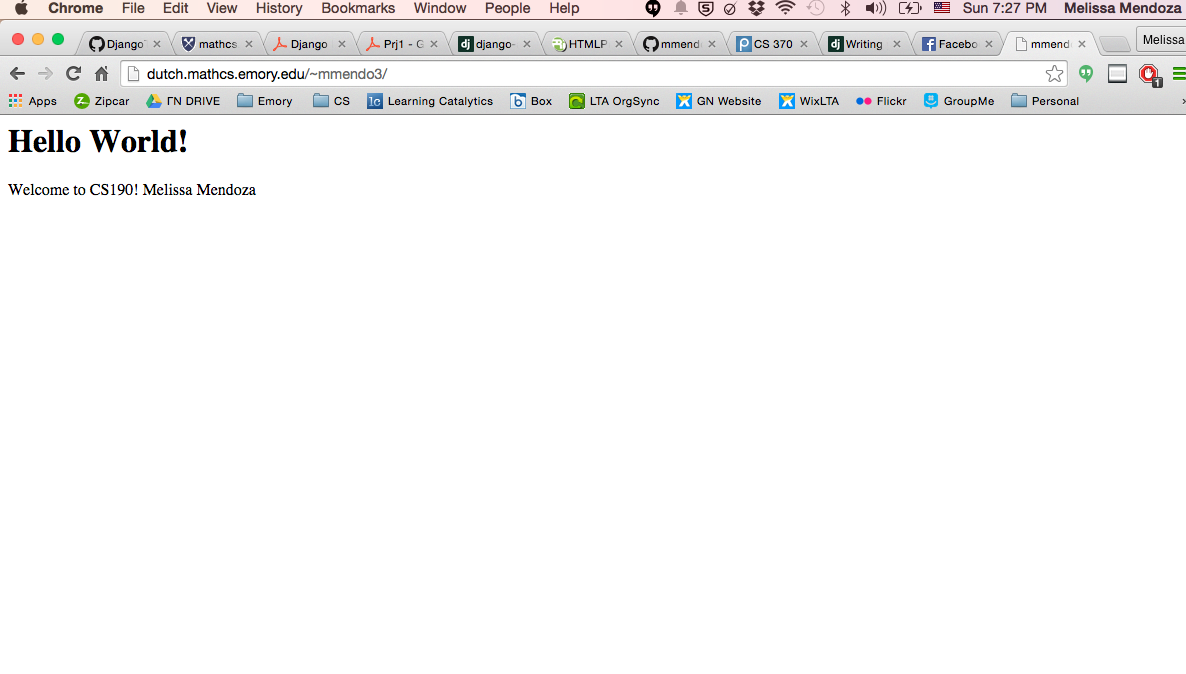 Chrome File Edit View History Bookmarks Window People Help Sun 7:27 PM Melissa Mendoza
Django mathcs Django Prj1 - G django- HTMLP mmend CS 370 Writing Facebo mmend Melissa
dutch.mathcs.emory.edu/~mmendo3/
Apps Zipcar FN DRIVE Emory CS Learning Catalytics Box LTA OrgSync GN Website WixLTA Flickr GroupMe Personal »
Hello World!
Welcome to CS190! Melissa Mendoza